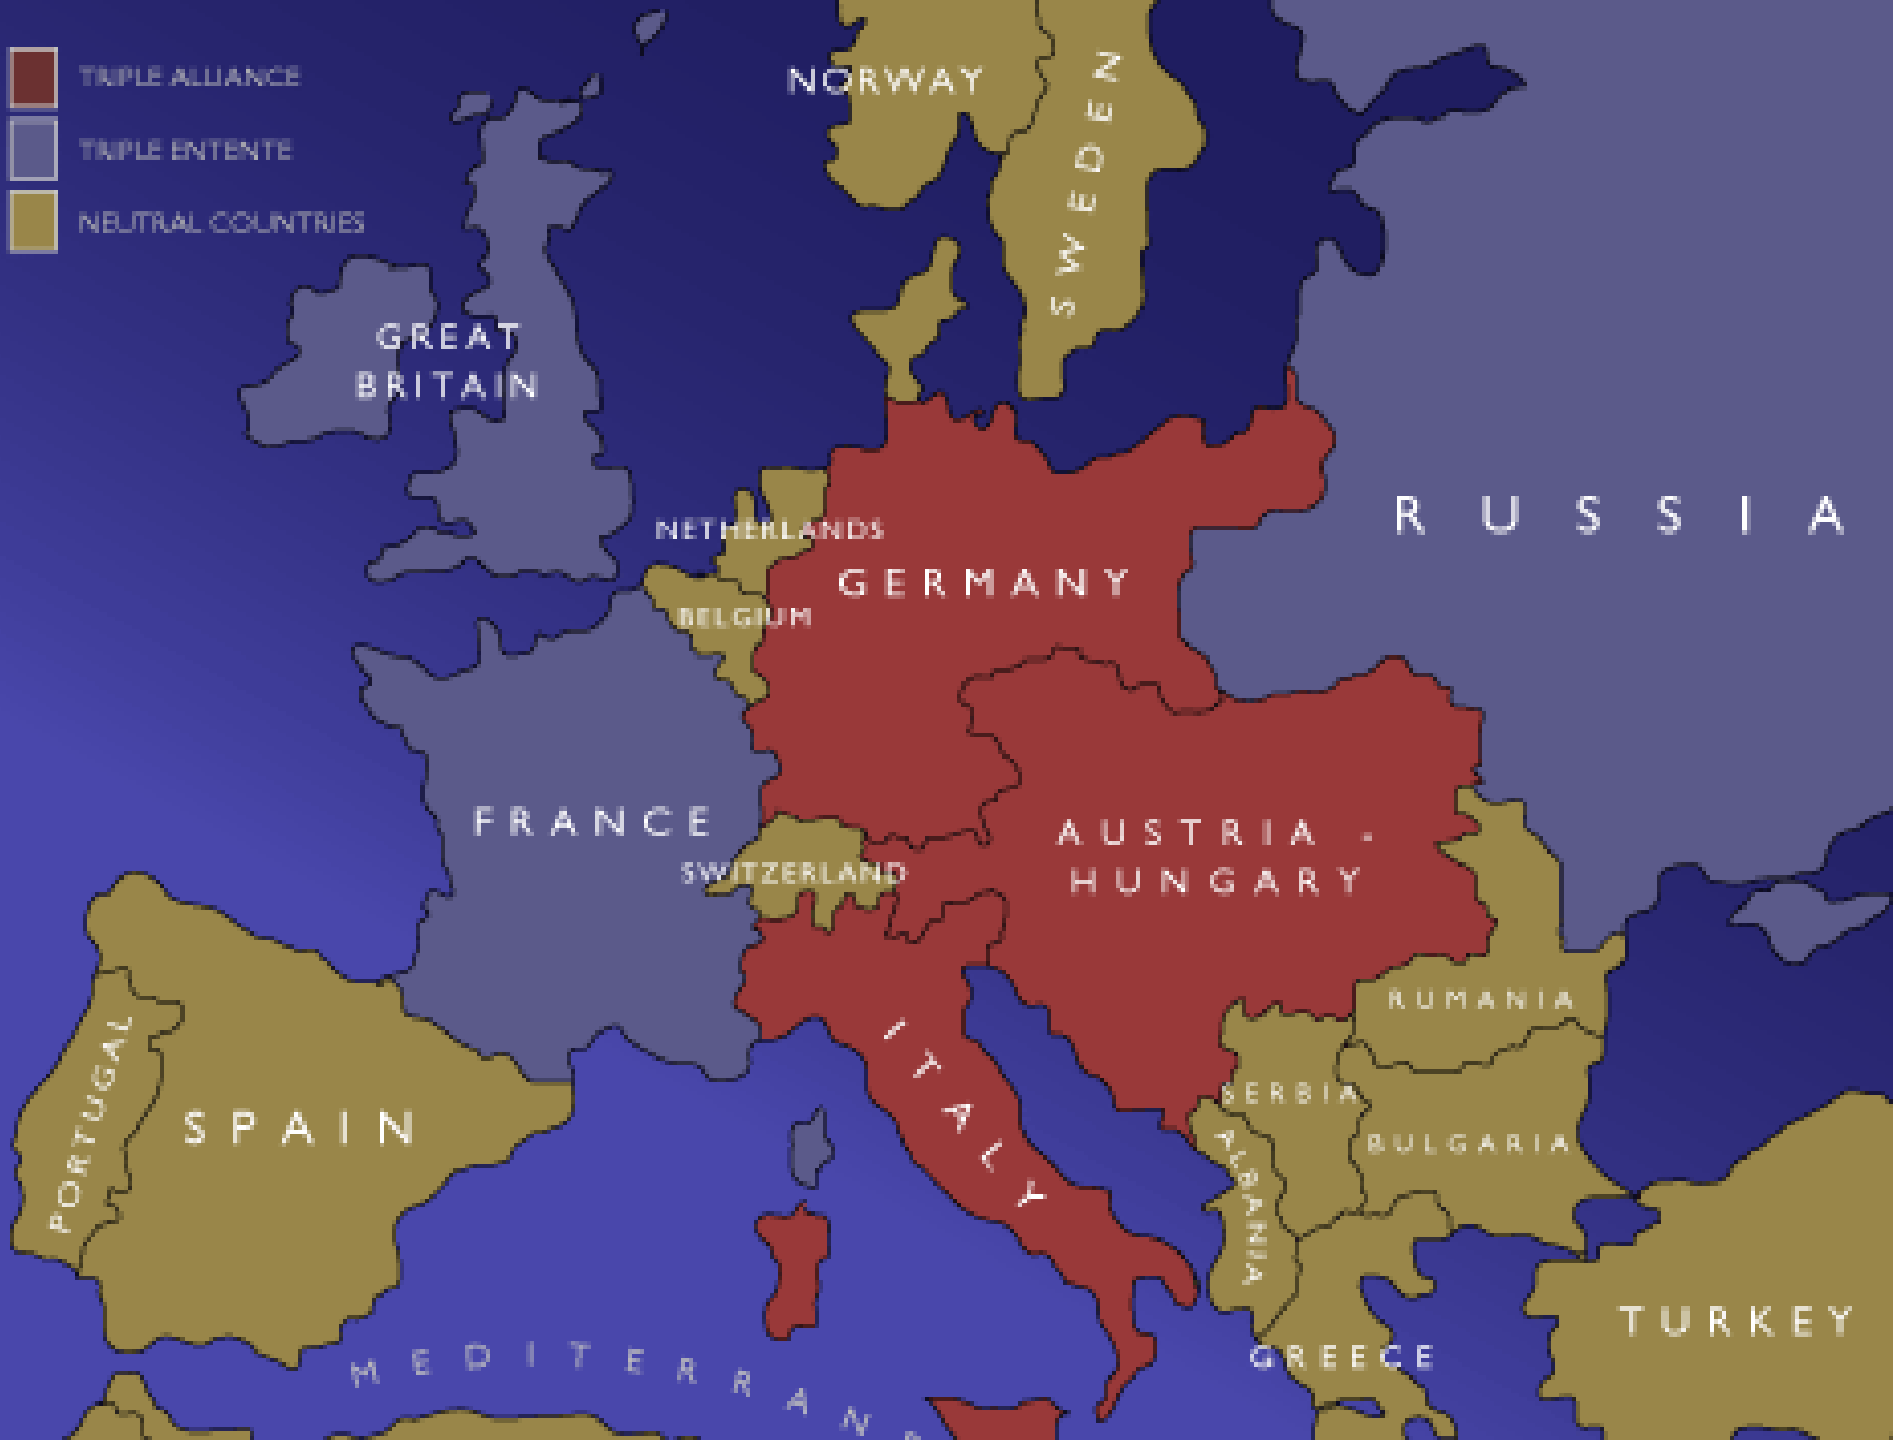 TRIPLE ALLIANCE
TRIPLE ENTENTE
NEUTRAL COUNTRIES
NORWAY
SWEDEN
GREAT
BRITAIN
RUSSIA
NETHERLANDS
GERMANY
BELGIUM
FRANCE
AUSTRIA -
HUNGARY
SWITZERLAND
RUMANIA
ITALY
SERBIA
PORTUGAL
SPAIN
BULGARIA
ALBANIA
TURKEY
GREECE
MEDITERRAN